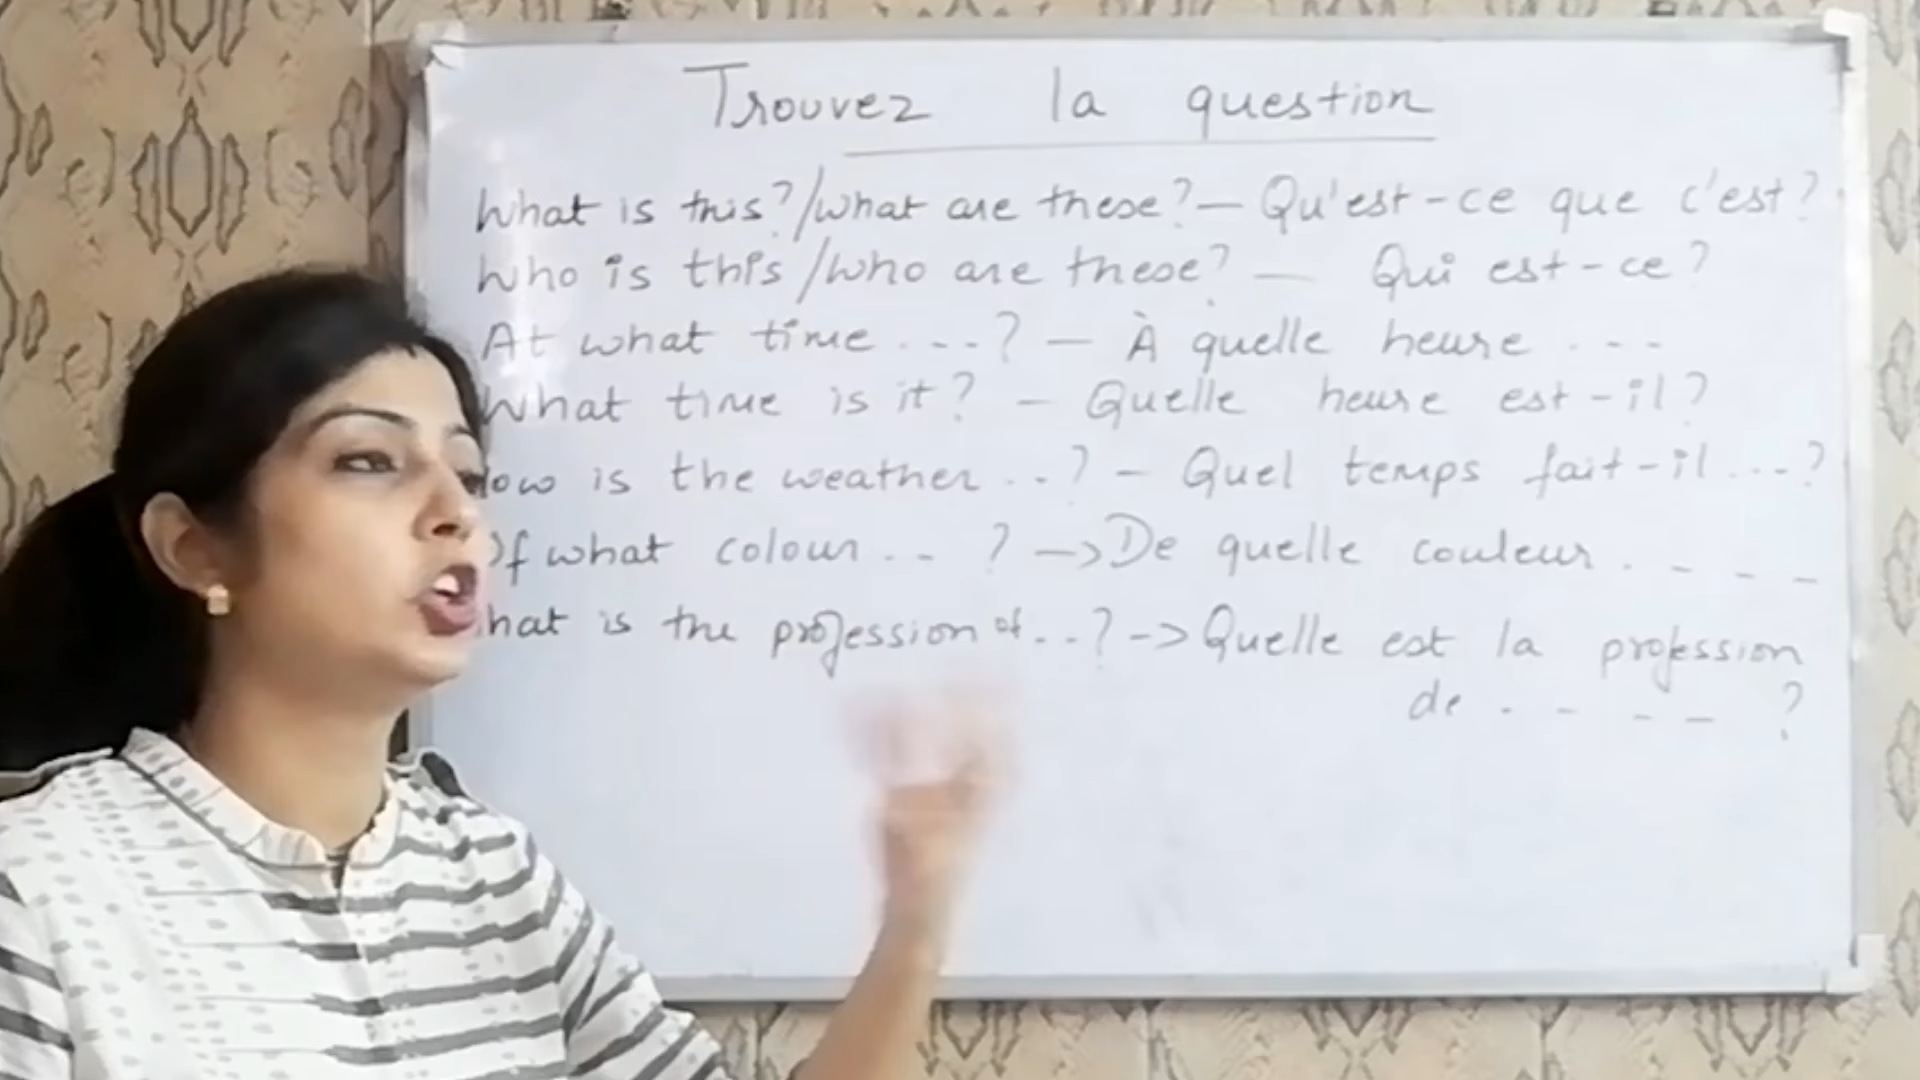 Trouvez la question
What is this?/what are these? — Qu'est-ce que c'est?
Who is this /who are these? — Qui est-ce?
At what time ....? — À quelle heure ...
What time is it? — Quelle heure est-il?
How is the weather ..? — Quel temps fait-il ...?
Of what colour .. ? —> De quelle couleur . _ _ _
hat is the profession of ..? —> Quelle est la profession
de . - - - ?